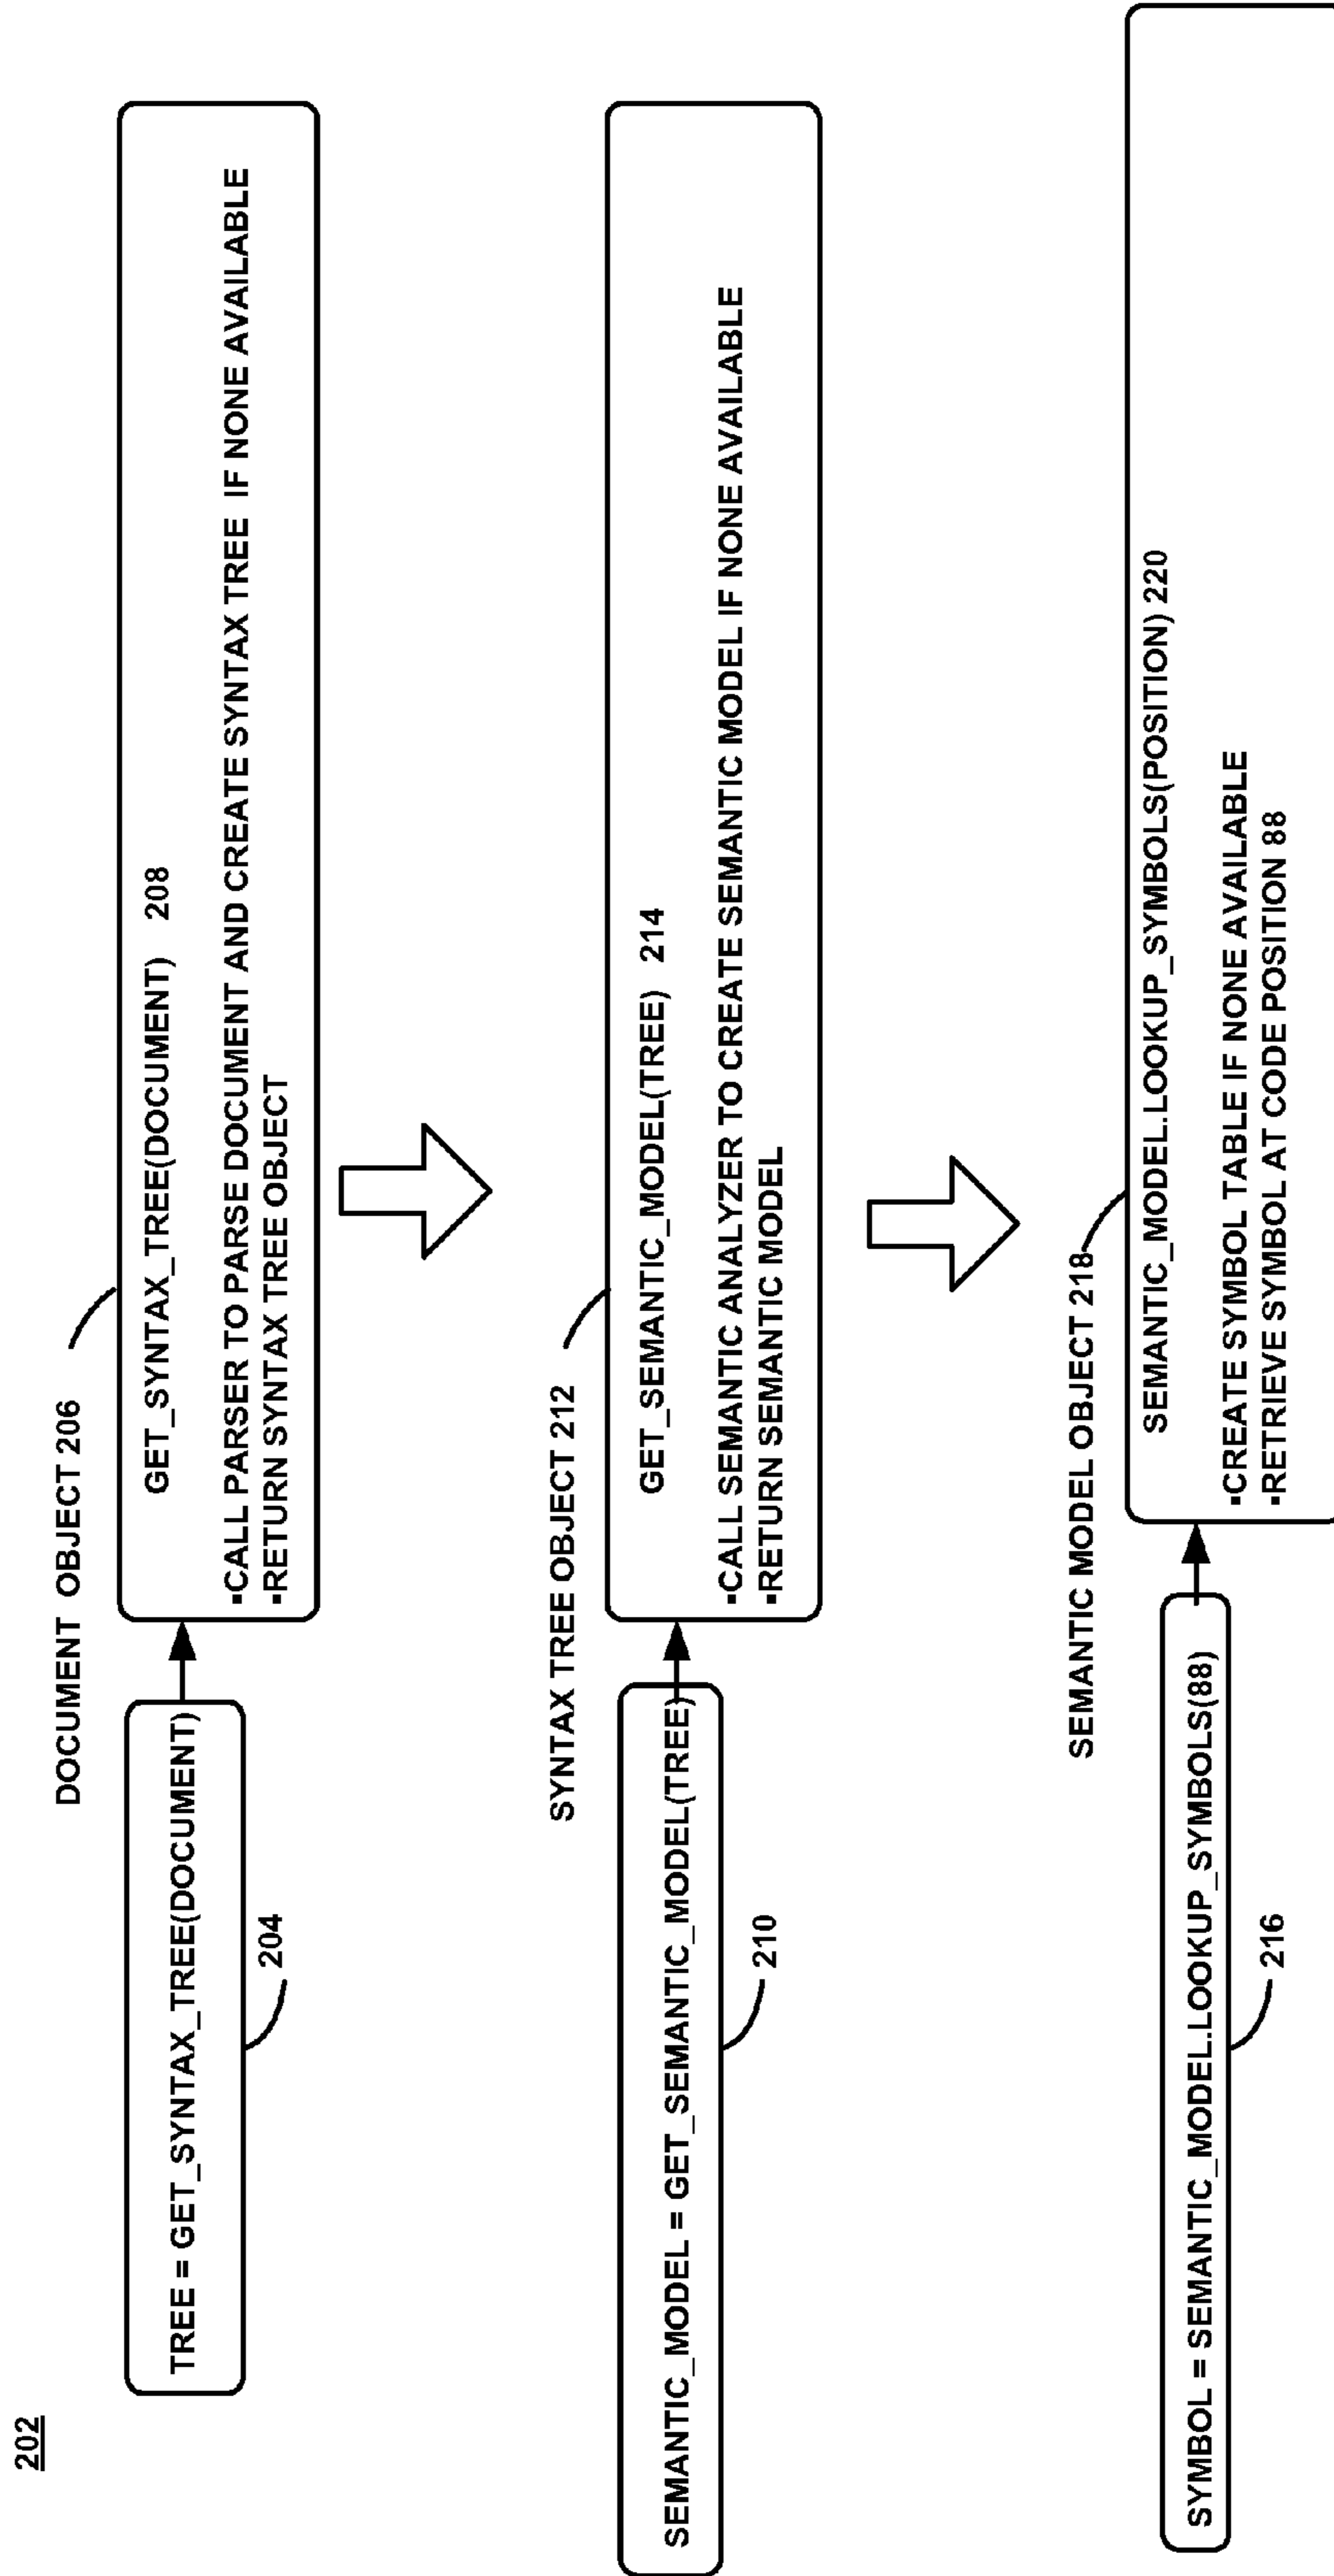 202
DOCUMENT OBJECT 206
TREE = GET_SYNTAX_TREE(DOCUMENT)
204
GET_SYNTAX_TREE(DOCUMENT) 208
▪CALL PARSER TO PARSE DOCUMENT AND CREATE SYNTAX TREE IF NONE AVAILABLE
▪RETURN SYNTAX TREE OBJECT
SYNTAX TREE OBJECT 212
SEMANTIC_MODEL = GET_SEMANTIC_MODEL(TREE)
210
GET_SEMANTIC_MODEL(TREE) 214
▪CALL SEMANTIC ANALYZER TO CREATE SEMANTIC MODEL IF NONE AVAILABLE
▪RETURN SEMANTIC MODEL
SEMANTIC MODEL OBJECT 218
SYMBOL = SEMANTIC_MODEL.LOOKUP_SYMBOLS(88)
216
SEMANTIC_MODEL.LOOKUP_SYMBOLS(POSITION) 220
▪CREATE SYMBOL TABLE IF NONE AVAILABLE
▪RETRIEVE SYMBOL AT CODE POSITION 88